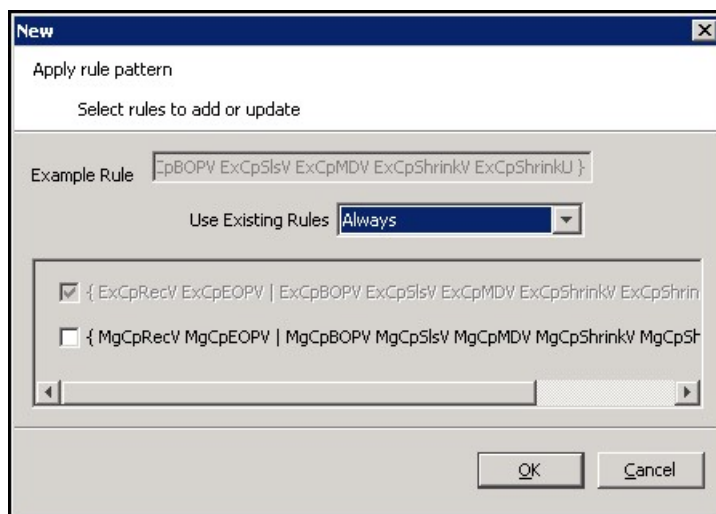 New
Apply rule pattern
Select rules to add or update
Example Rule CpBOPV ExCpSlsV ExCpMDV ExCpShrinkV ExCpShrinkU }
Use Existing Rules Always
{ ExCpRecV ExCpEOPV | ExCpBOPV ExCpSlsV ExCpMDV ExCpShrinkV ExCpShrin
{ MgCpRecV MgCpEOPV | MgCpBOPV MgCpSlsV MgCpMDV MgCpShrinkV MgCpSh
OK Cancel